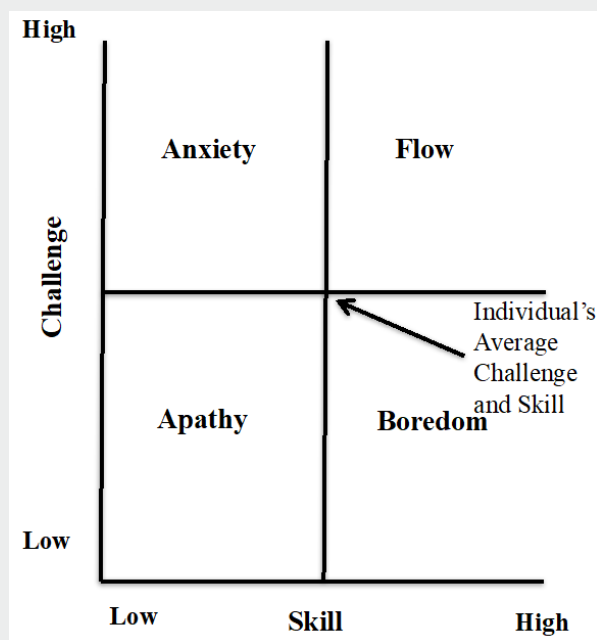 High
Anxiety
Flow
Challenge
Individual's
Average
Challenge
and Skill
Apathy
Boredom
Low
Low
Skill
High